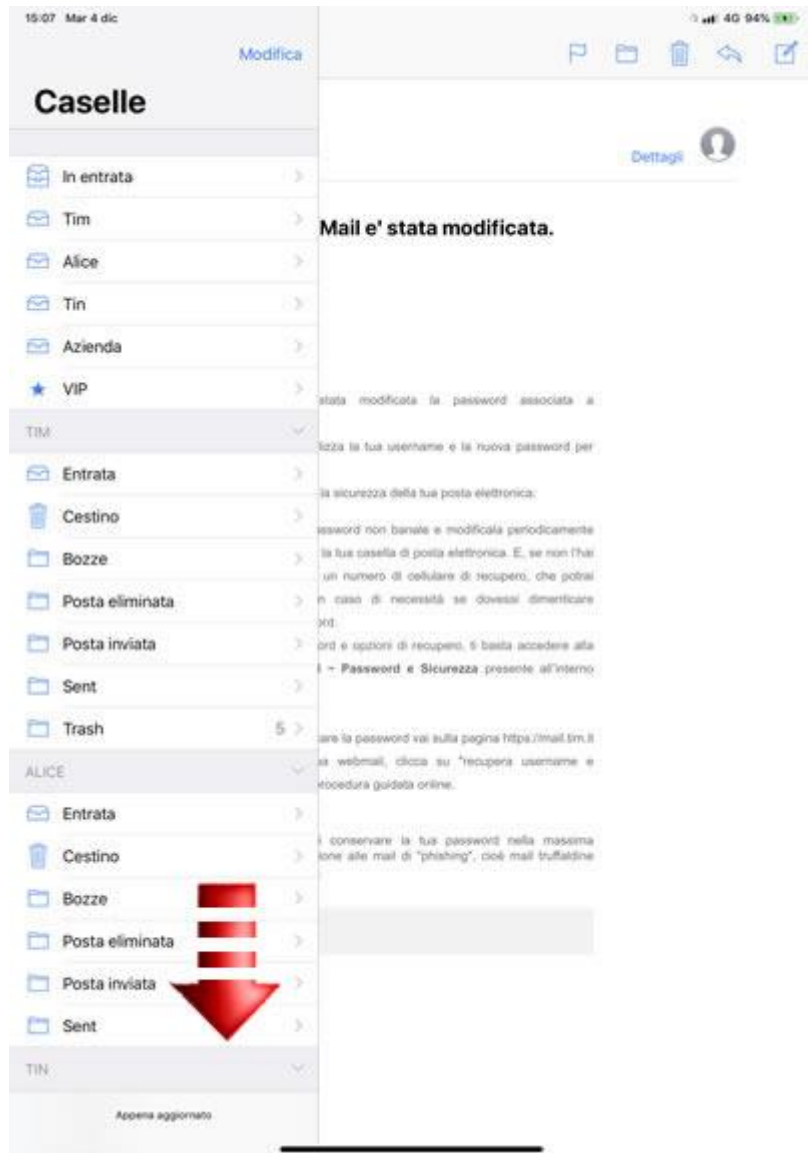 15:07 Mar 4 dic
4G 94%
Modifica
Caselle
In entrata
Tim
Alice
Tin
Azienda
VIP
TIM
Entrata
Cestino
Bozze
Posta eliminata
Posta inviata
Sent
Trash 5
ALICE
Entrata
Cestino
Bozze
Posta eliminata
Posta inviata
Sent
TIN
Appena aggiornato
Dettagli
Mail e' stata modificata.
stata modificata la password associata a
lizza la tua username e la nuova password per
la sicurezza della tua posta elettronica:
password non banale e modificala periodicamente
la tua casella di posta elettronica. E, se non l'hai
un numero di cellulare di recupero, che potrai
n caso di necessità se dovessi dimenticare
ord.
ord e opzioni di recupero, ti basta accedere alla
l – Password e Sicurezza presente all'interno
care la password vai sulla pagina https://mail.tim.it
webmail, clicca su "recupera username e
procedura guidata online.
i conservare la tua password nella massima
ione alle mail di "phishing", cioè mail truffaldine